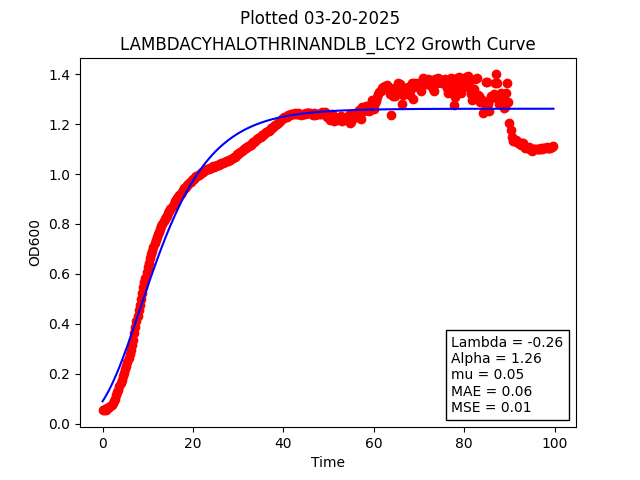 Plotted 03-20-2025
LAMBDACYHALOTHRINANDLB_LCY2 Growth Curve
1.4
1.2
1.0
0.8
0.6
0.4
0.2
0.0
OD600
Lambda = -0.26
Alpha = 1.26
mu = 0.05
MAE = 0.06
MSE = 0.01
0 20 40 60 80 100
Time